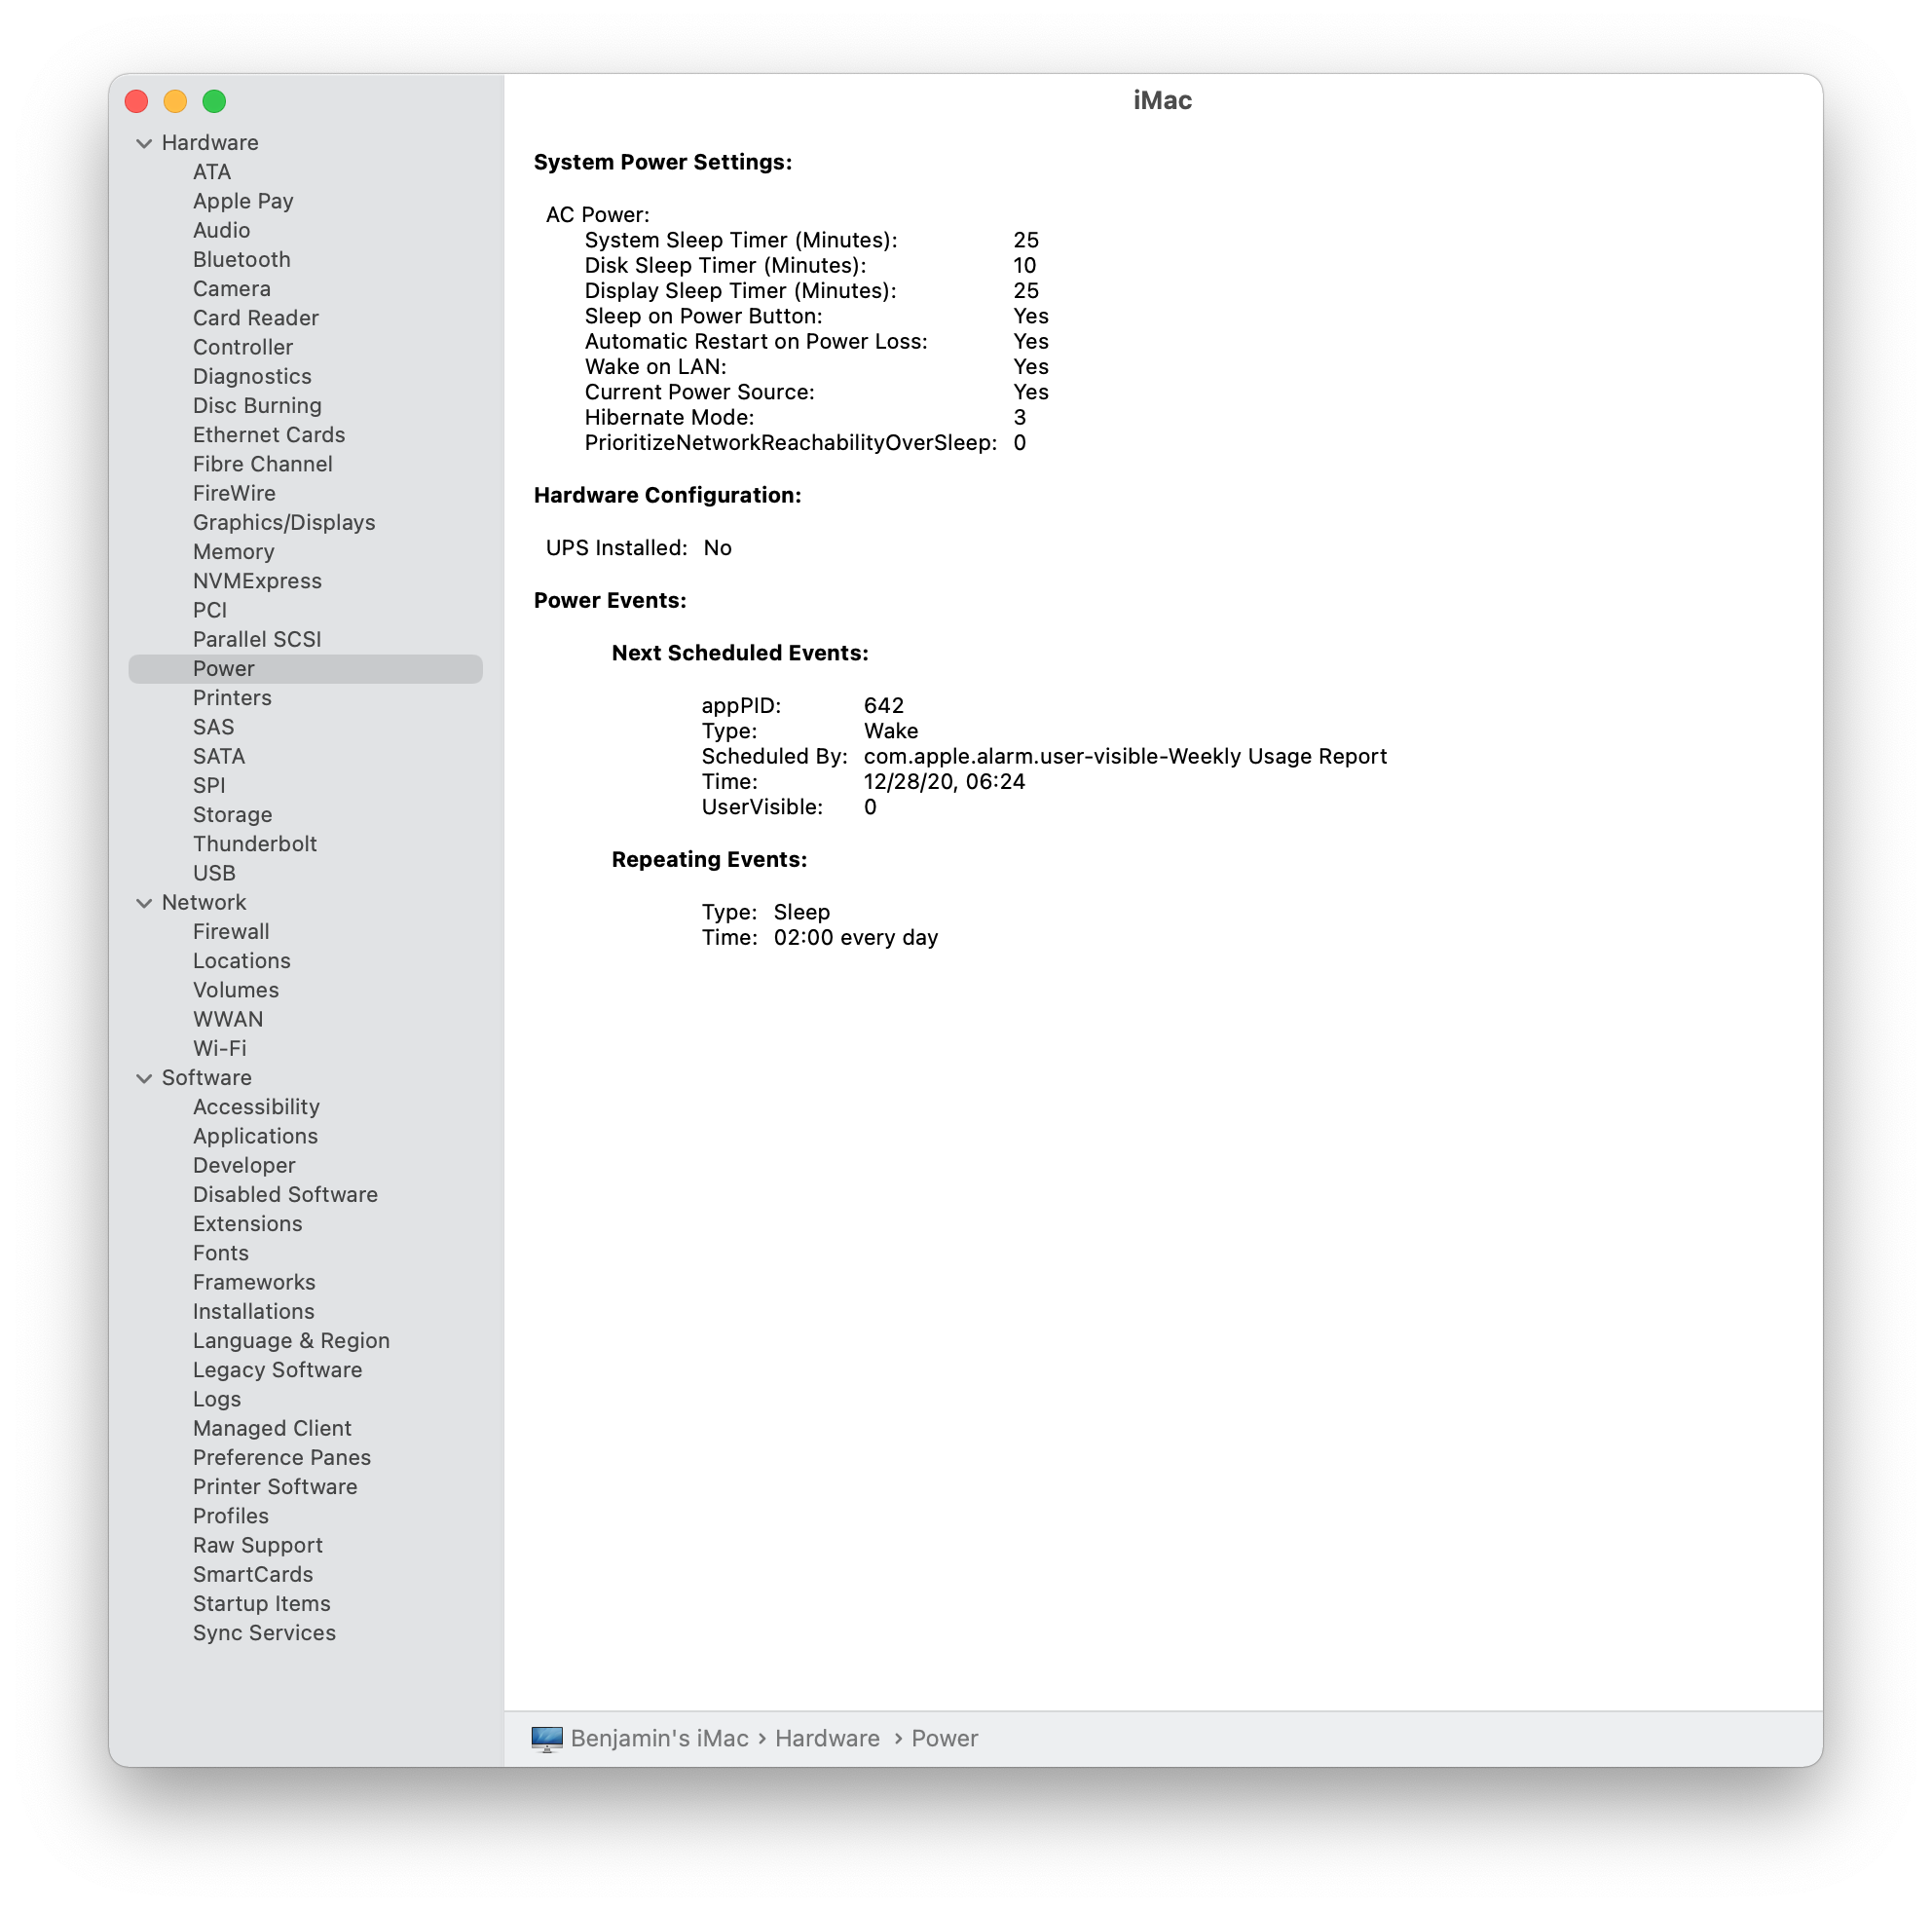 iMac
Hardware
ATA
Apple Pay
Audio
Bluetooth
Camera
Card Reader
Controller
Diagnostics
Disc Burning
Ethernet Cards
Fibre Channel
FireWire
Graphics/Displays
Memory
NVMExpress
PCI
Parallel SCSI
Power
Printers
SAS
SATA
SPI
Storage
Thunderbolt
USB
Network
Firewall
Locations
Volumes
WWAN
Wi-Fi
Software
Accessibility
Applications
Developer
Disabled Software
Extensions
Fonts
Frameworks
Installations
Language & Region
Legacy Software
Logs
Managed Client
Preference Panes
Printer Software
Profiles
Raw Support
SmartCards
Startup Items
Sync Services
System Power Settings:
AC Power:
System Sleep Timer (Minutes): 25
Disk Sleep Timer (Minutes): 10
Display Sleep Timer (Minutes): 25
Sleep on Power Button: Yes
Automatic Restart on Power Loss: Yes
Wake on LAN: Yes
Current Power Source: Yes
Hibernate Mode: 3
PrioritizeNetworkReachabilityOverSleep: 0
Hardware Configuration:
UPS Installed: No
Power Events:
Next Scheduled Events:
appPID: 642
Type: Wake
Scheduled By: com.apple.alarm.user-visible-Weekly Usage Report
Time: 12/28/20, 06:24
UserVisible: 0
Repeating Events:
Type: Sleep
Time: 02:00 every day
Benjamin's iMac › Hardware › Power